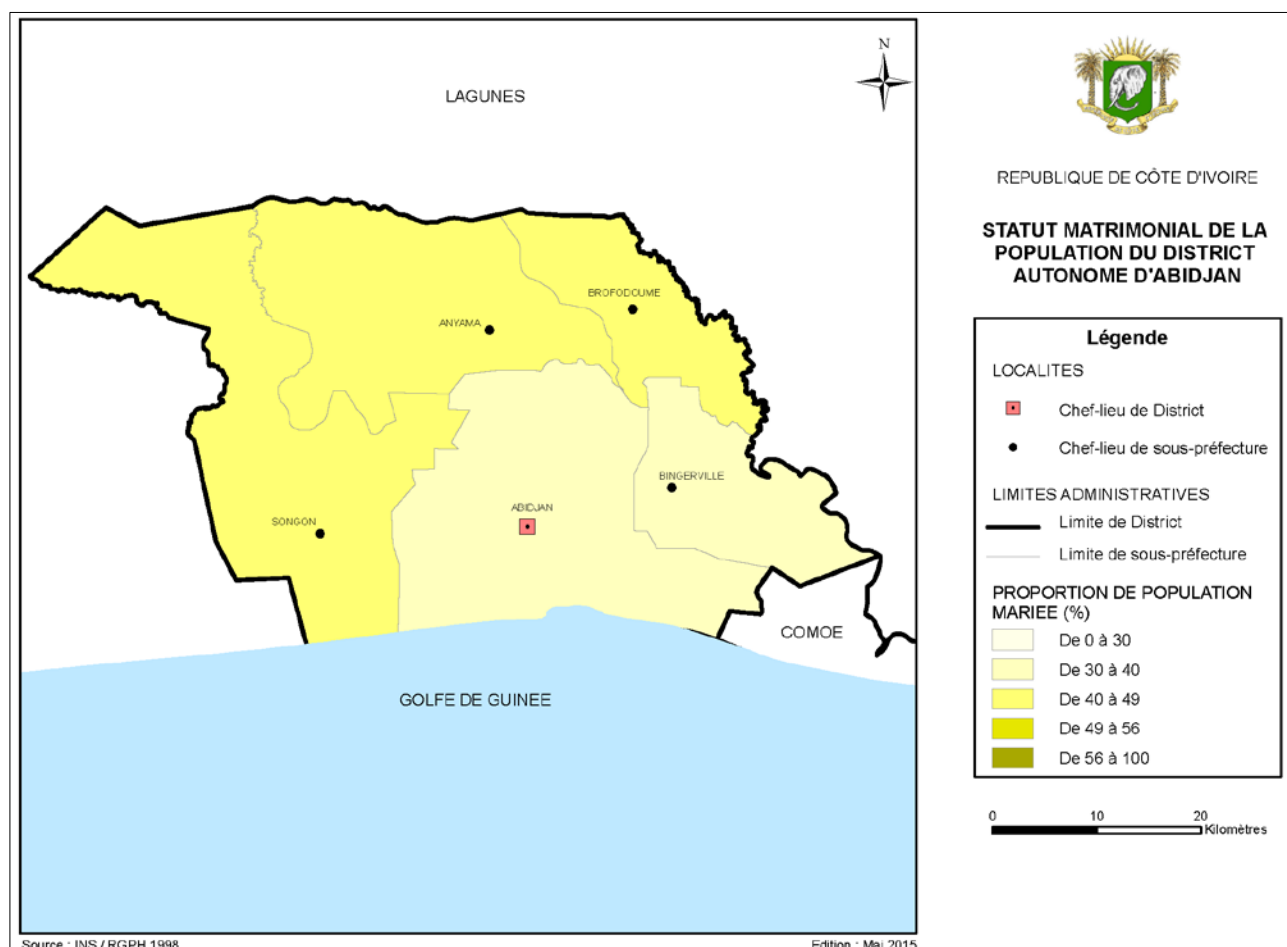 N
LAGUNES
BROFODOUME
ANYAMA
BINGERVILLE
ABIDJAN
SONGON
COMOE
GOLFE DE GUINEE
Source : INS / RGPH 1998
Edition : Mai 2015
REPUBLIQUE DE CÔTE D'IVOIRE
STATUT MATRIMONIAL DE LA
POPULATION DU DISTRICT
AUTONOME D'ABIDJAN
Légende
LOCALITES
Chef-lieu de District
Chef-lieu de sous-préfecture
LIMITES ADMINISTRATIVES
Limite de District
Limite de sous-préfecture
PROPORTION DE POPULATION
MARIEE (%)
De 0 à 30
De 30 à 40
De 40 à 49
De 49 à 56
De 56 à 100
0 10 20
Kilomètres